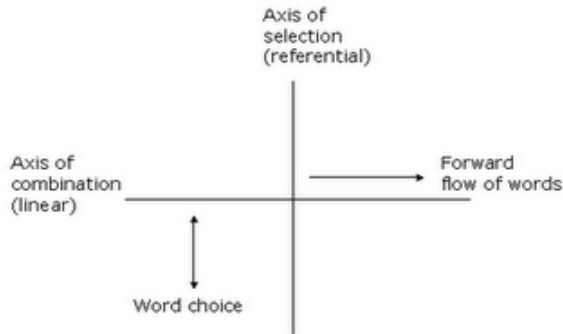 Axis of
selection
(referential)
Axis of
combination
(linear)
Forward
flow of words
Word choice